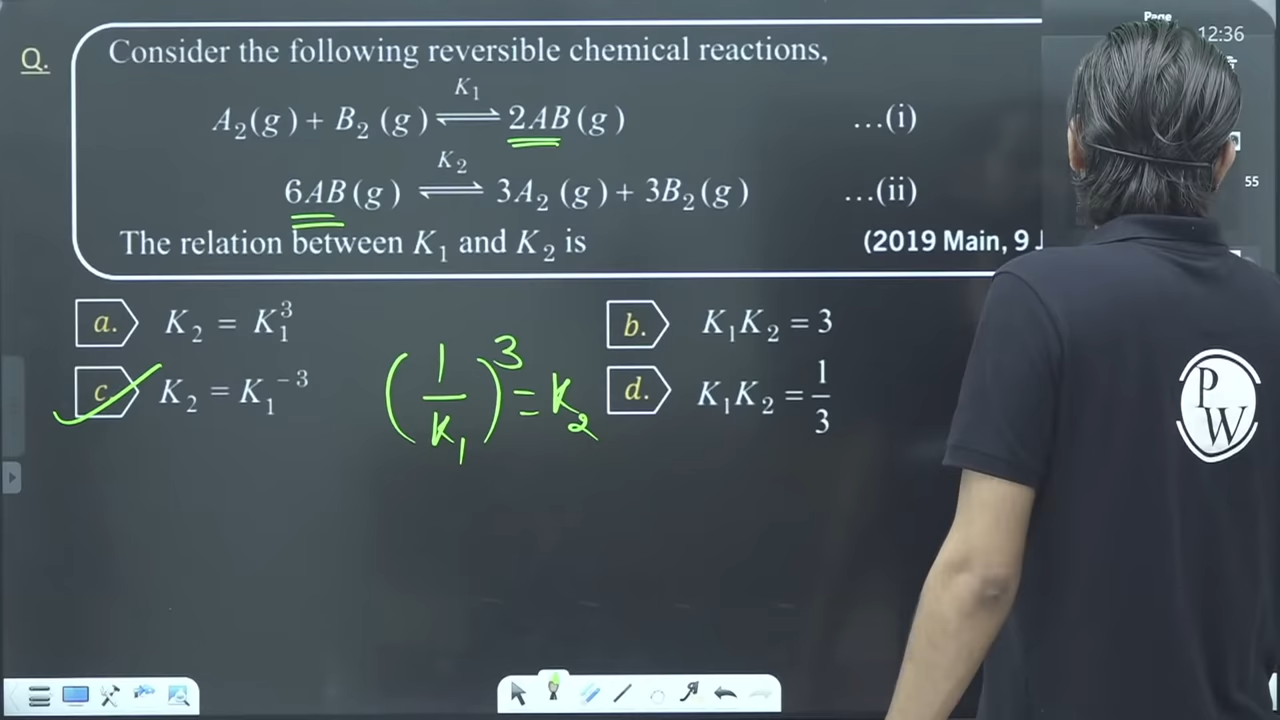 Page
12:36
Q. Consider the following reversible chemical reactions,
A₂(g) + B₂(g) ⇌ 2AB(g) ...(i)
K₁
6AB(g) ⇌ 3A₂(g) + 3B₂(g) ...(ii)
K₂
55
The relation between K₁ and K₂ is (2019 Main, 9 J
a. K₂ = K₁³
b. K₁K₂ = 3
c. K₂ = K₁⁻³
(1/K₁)³ = K₂
d. K₁K₂ = 1/3
PW